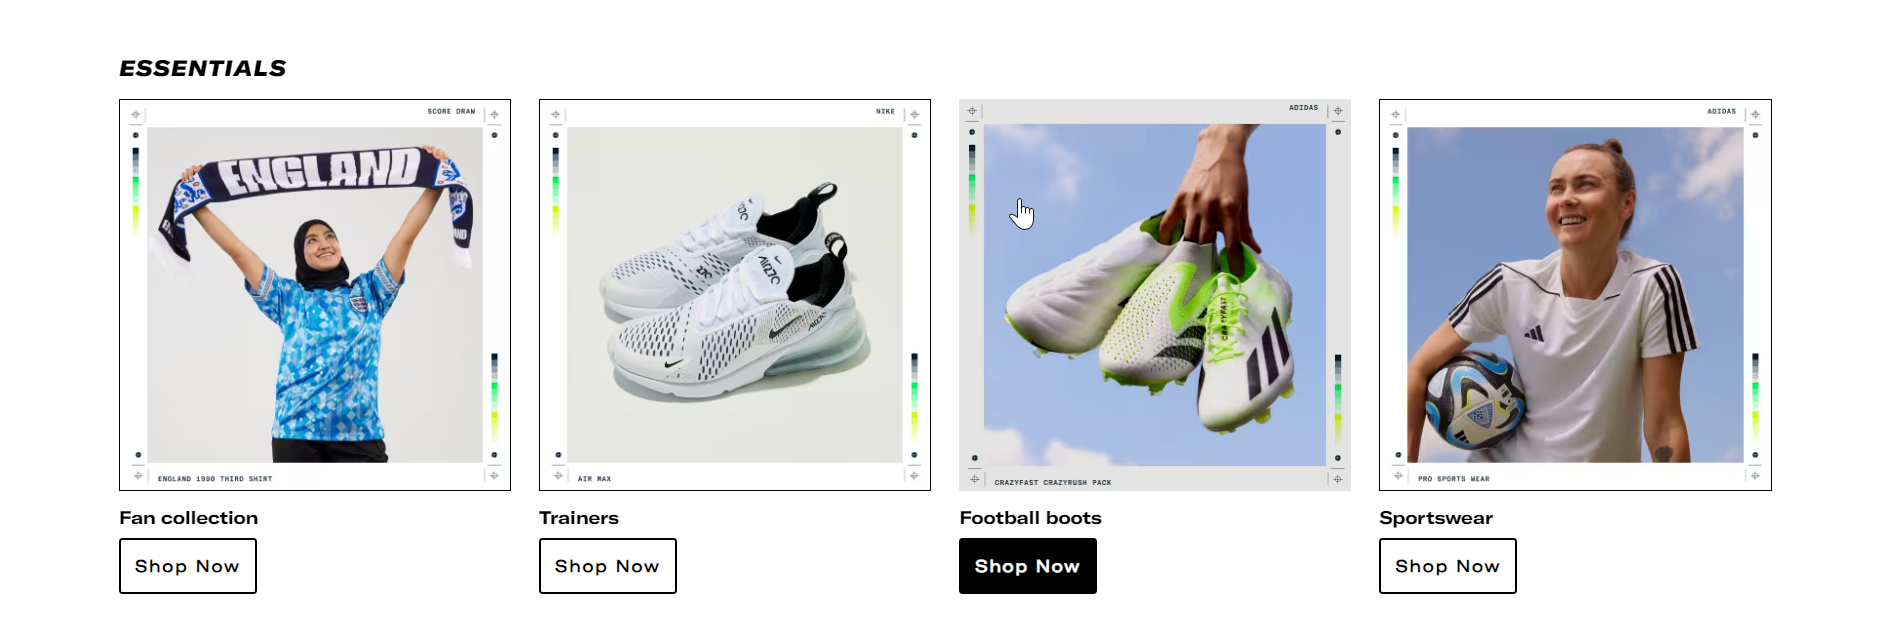 ESSENTIALS
SCORE DRAW
ENGLAND
ENGLAND 1990 THIRD SHIRT
Fan collection
Shop Now
NIKE
AIR MAX
Trainers
Shop Now
ADIDAS
CRAZYFAST
CRAZYFAST CRAZYRUSH PACK
Football boots
Shop Now
ADIDAS
PRO SPORTS WEAR
Sportswear
Shop Now